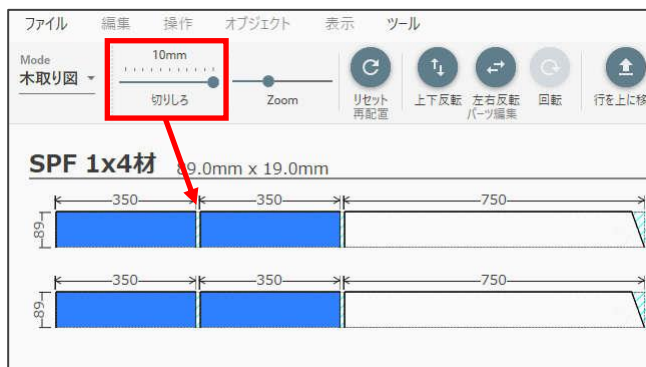 ファイル 編集 操作 オブジェクト 表示 ツール
Mode
木取り図
10mm
切りしろ
Zoom
リセット
再配置
上下反転 左右反転 回転
パーツ編集
行を上に移
SPF 1x4材 89.0mm x 19.0mm
350 350 750
89
350 350 750
89